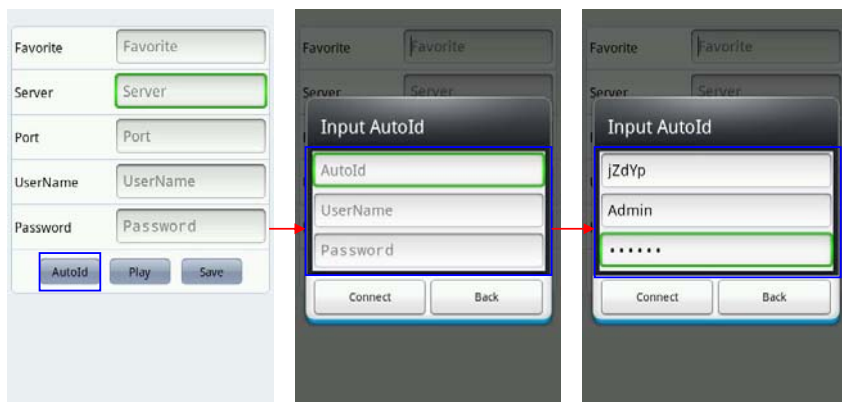 Favorite Favorite
Server Server
Port Port
UserName UserName
Password Password
AutoId Play Save
Favorite Favorite
Server Server
Input AutoId
AutoId
UserName
Password
Connect Back
Favorite Favorite
Server Server
Input AutoId
jZdYp
Admin
••••••
Connect Back